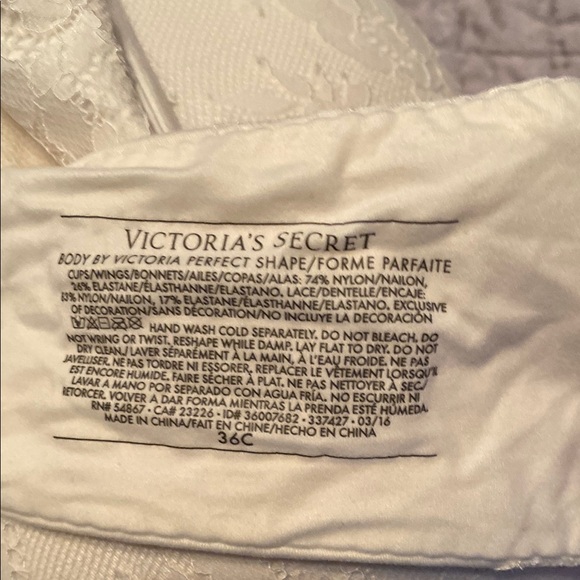 VICTORIA'S SECRET
BODY BY VICTORIA PERFECT SHAPE/FORME PARFAITE
CUPS/WINGS/BONNETS/AILES/COPAS/ALAS: 74% NYLON/NAILON,
26% ELASTANE/ÉLASTHANNE/ELASTANO. LACE/DENTELLE/ENCAJE:
83% NYLON/NAILON, 17% ELASTANE/ÉLASTHANNE/ELASTANO. EXCLUSIVE
OF DECORATION/SANS DÉCORATION/NO INCLUYE LA DECORACIÓN
HAND WASH COLD SEPARATELY. DO NOT BLEACH. DO
NOT WRING OR TWIST. RESHAPE WHILE DAMP. LAY FLAT TO DRY. DO NOT
DRY CLEAN./LAVER SÉPARÉMENT À LA MAIN, À L'EAU FROIDE. NE PAS
JAVELLISER. NE PAS TORDRE NI ESSORER. REPLACER LE VÊTEMENT LORSQU'IL
EST ENCORE HUMIDE. FAIRE SÉCHER À PLAT. NE PAS NETTOYER À SEC/
LAVAR A MANO POR SEPARADO CON AGUA FRÍA. NO ESCURRIR NI
RETORCER. VOLVER A DAR FORMA MIENTRAS LA PRENDA ESTÉ HÚMEDA.
RN# 54867 • CA# 23226 • ID# 36007682 • 337427 • 03/16
MADE IN CHINA/FAIT EN CHINE/HECHO EN CHINA
36C